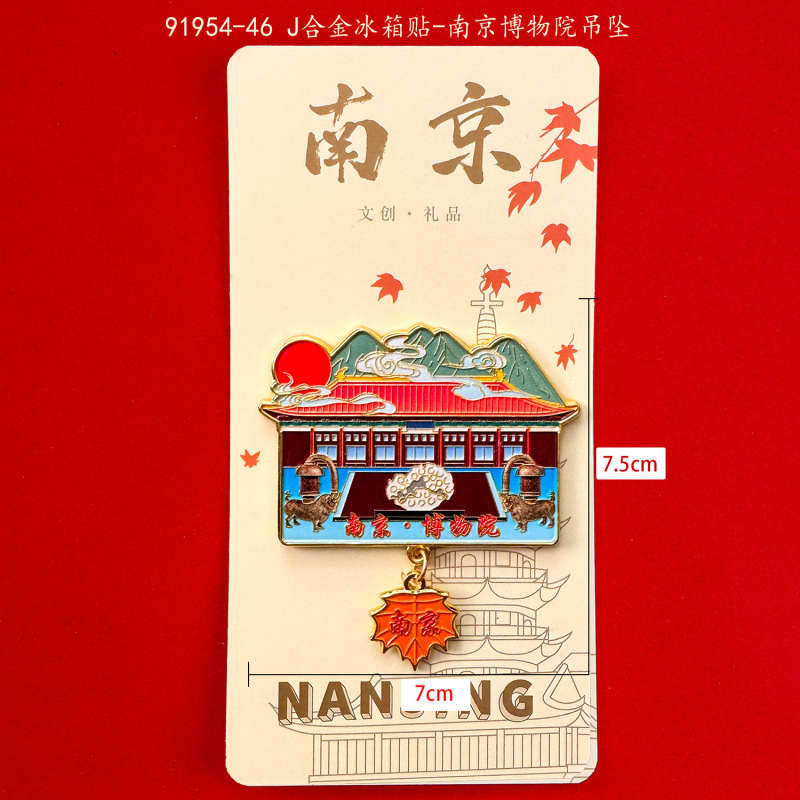 91954-46 J合金冰箱贴-南京博物院吊坠
南京
文创·礼品
7.5cm
南京·博物院
南京
7cm